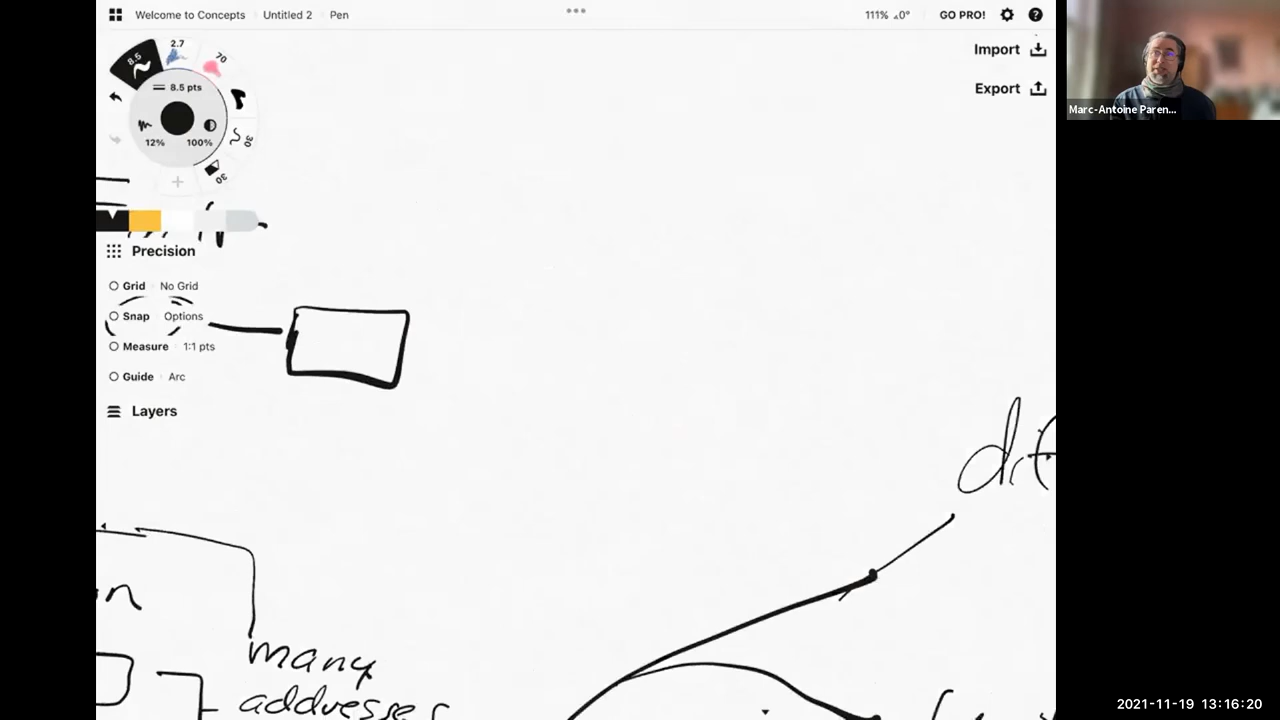 Welcome to Concepts Untitled 2 Pen 111% 0° GO PRO!
Import
Export
8.5
2.7
70
8.5 pts
12% 100%
30
30
Precision
Grid No Grid
Snap Options
Measure 1:1 pts
Guide Arc
Layers
many
addresses
Marc-Antoine Paren...
2021-11-19 13:16:20